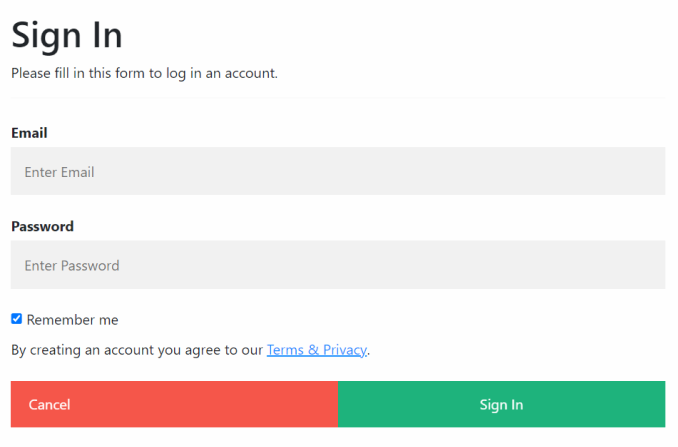 Sign In
Please fill in this form to log in an account.
Email
Enter Email
Password
Enter Password
Remember me
By creating an account you agree to our Terms & Privacy.
Cancel
Sign In